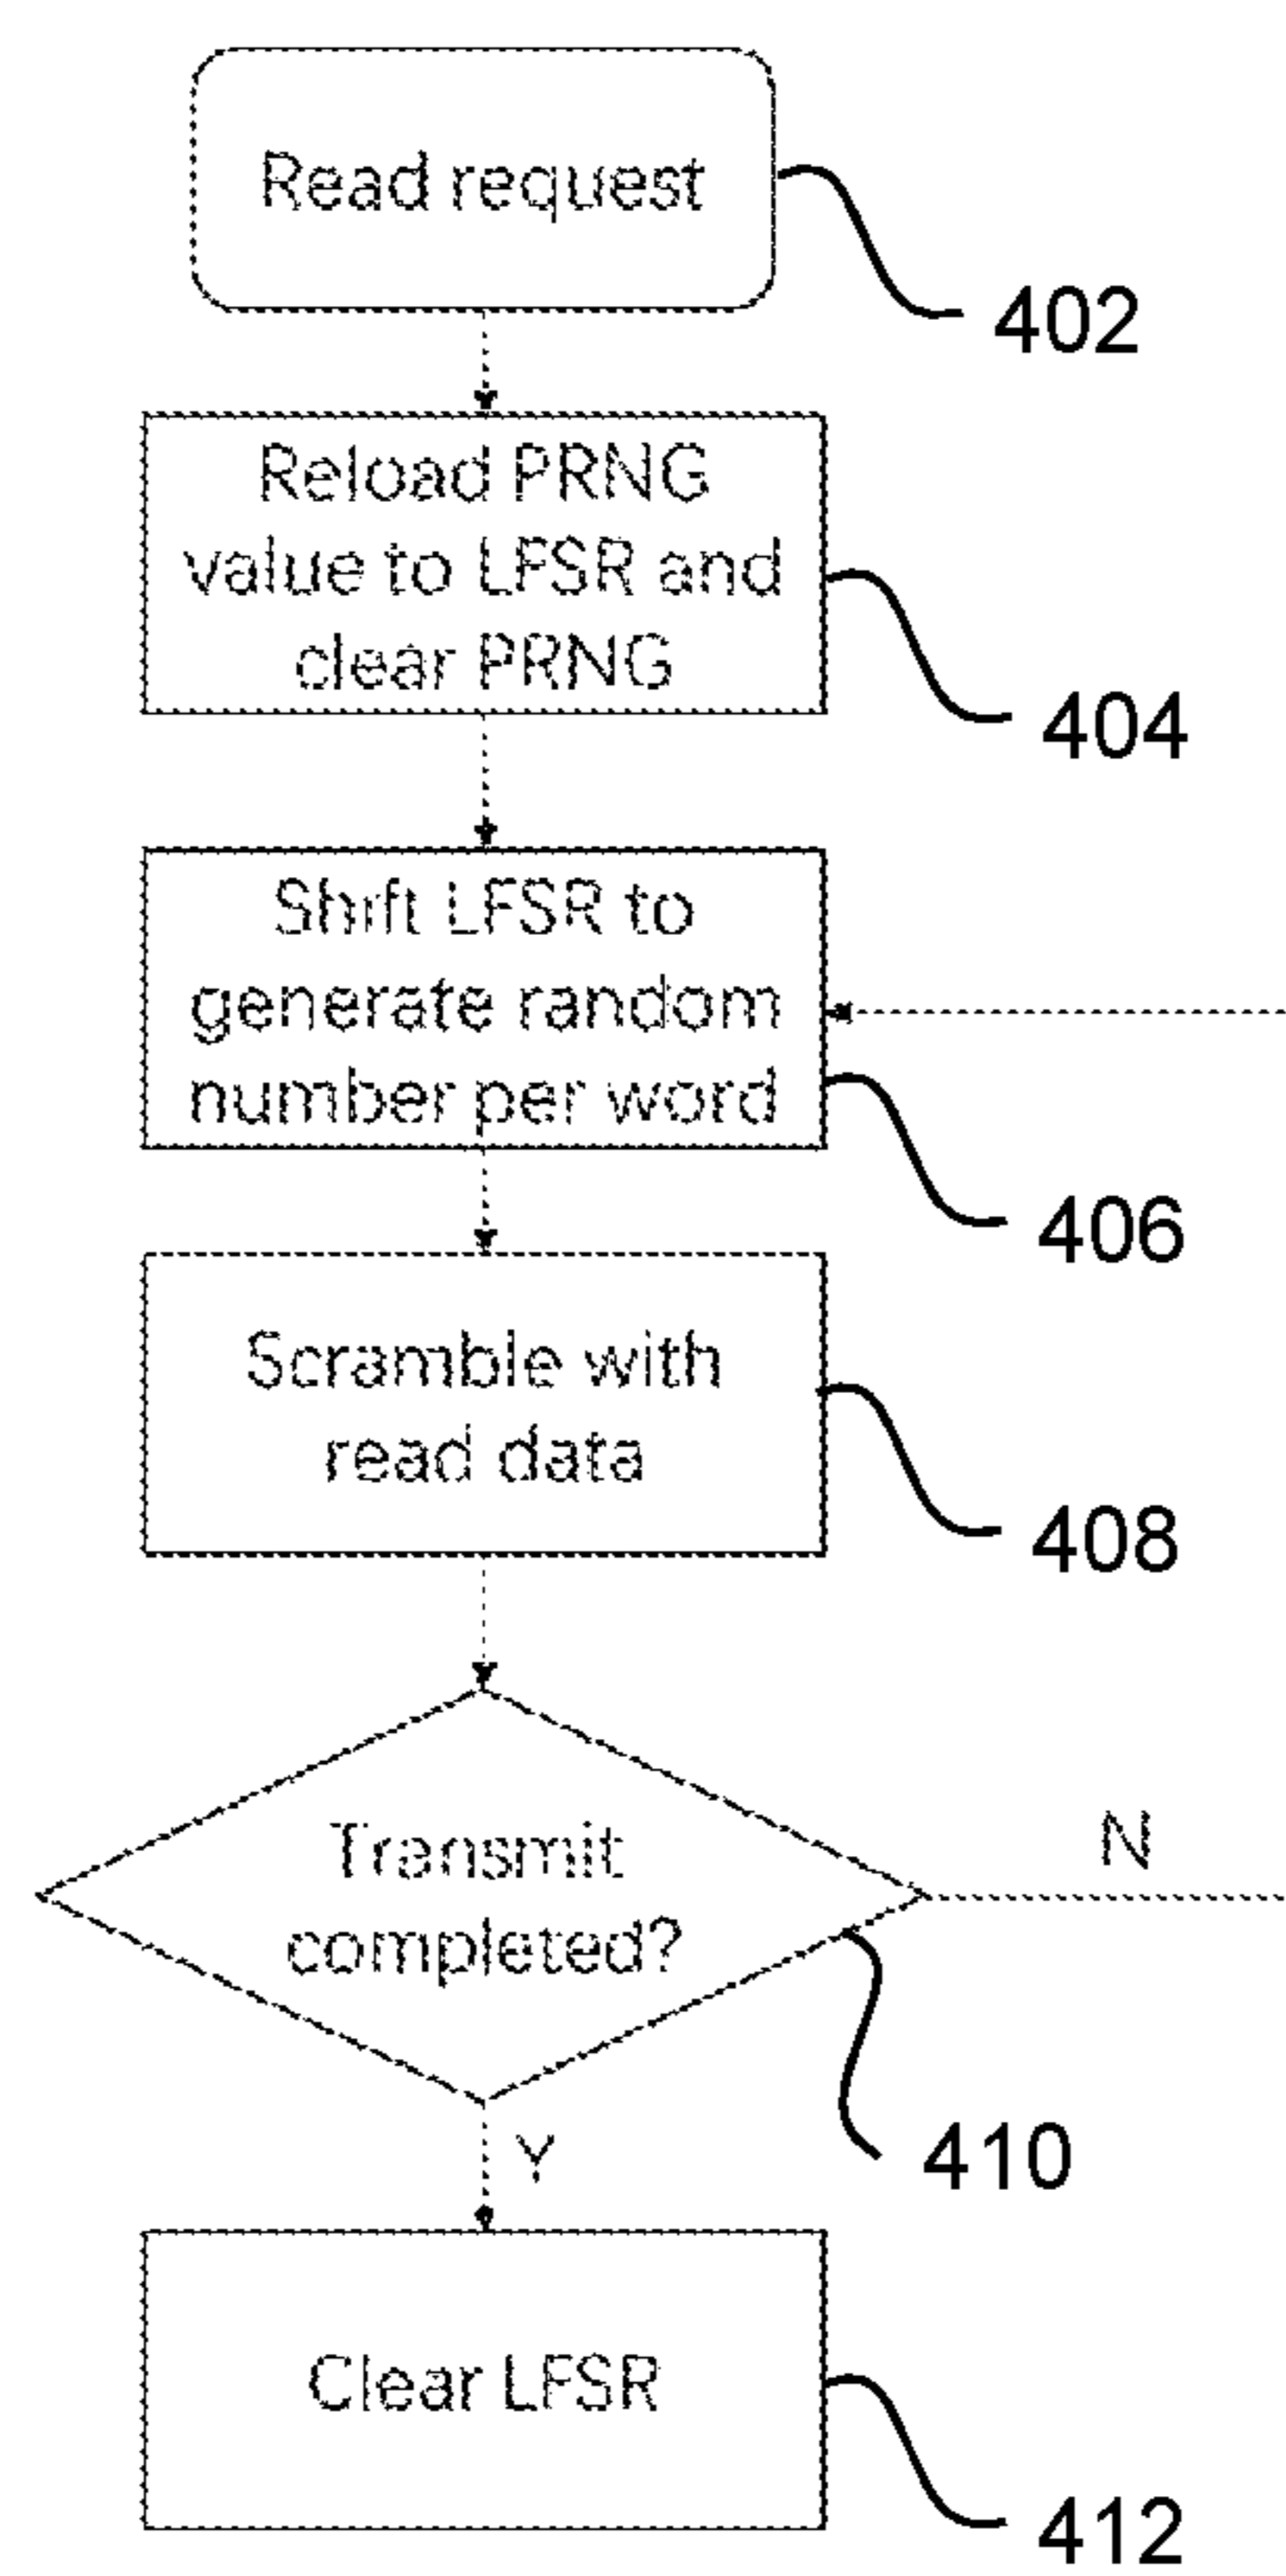 Read request
402
Reload PRNG
value to LFSR and
clear PRNG
404
Shift LFSR to
generate random
number per word
406
Scramble with
read data
408
Transmit
completed?
N
410
Y
Clear LFSR
412